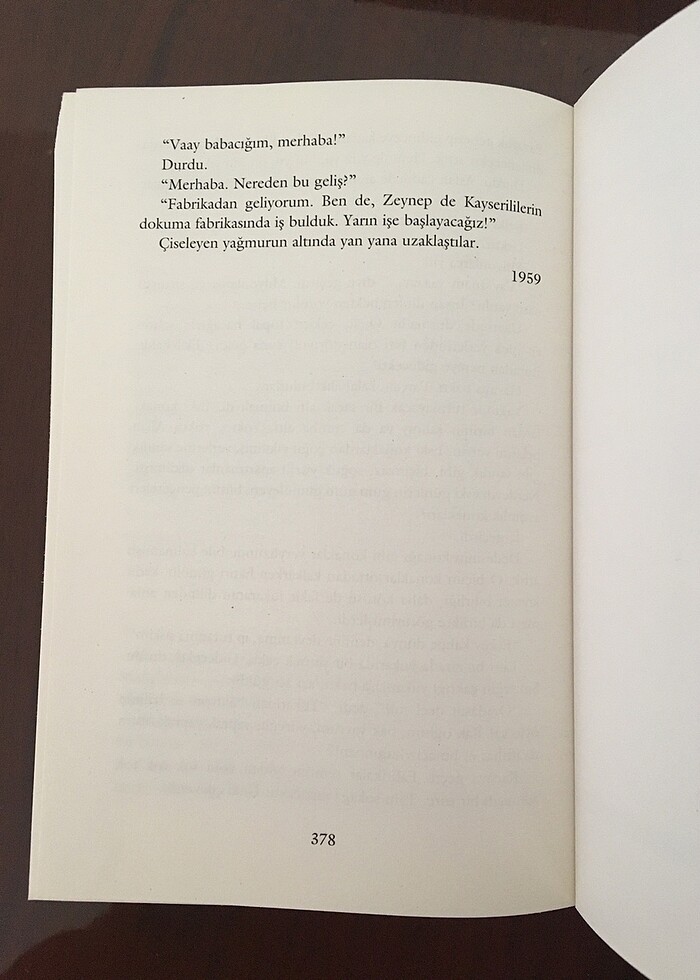 “Vaay babacığım, merhaba!”
Durdu.
“Merhaba. Nereden bu geliş?”
“Fabrikadan geliyorum. Ben de, Zeynep de Kayserililerin
dokuma fabrikasında iş bulduk. Yarın işe başlayacağız!”
Çiseleyen yağmurun altında yan yana uzaklaştılar.
1959
378